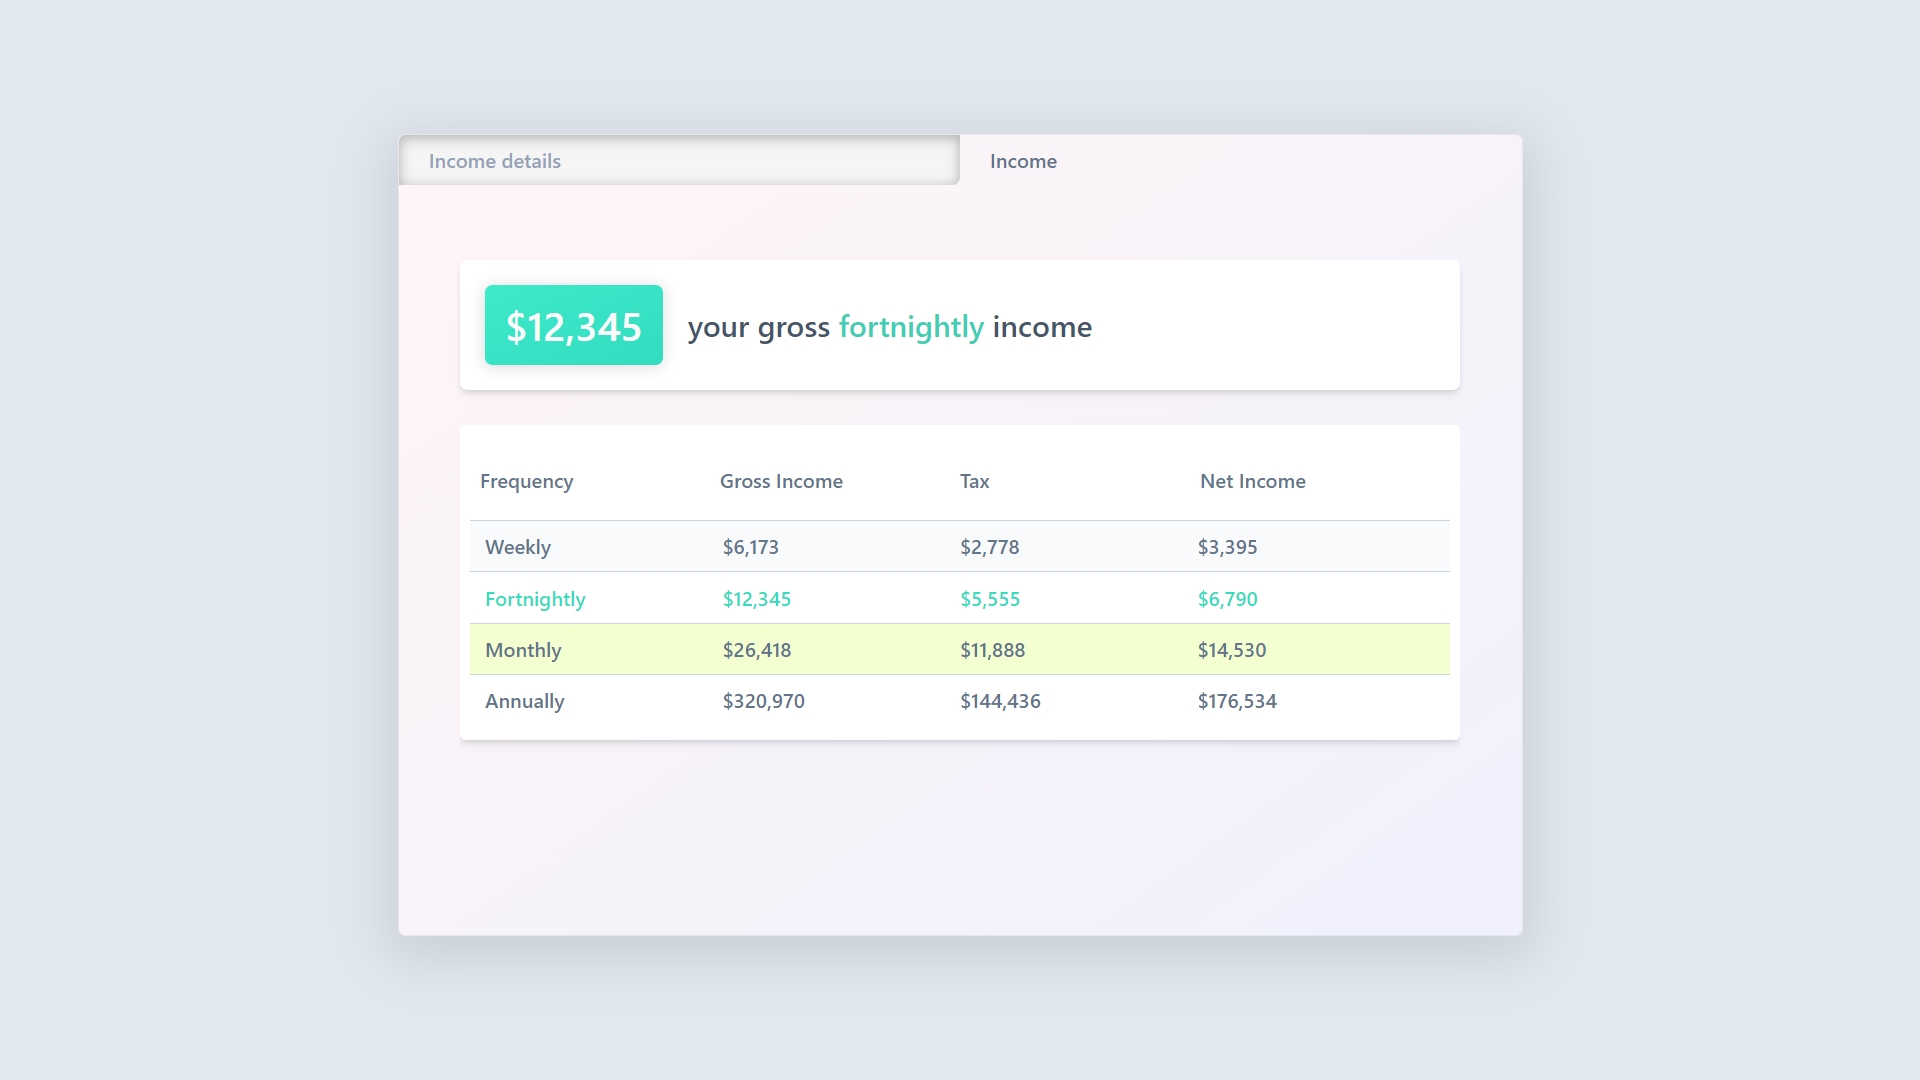 Income details
Income
$12,345 your gross fortnightly income
Frequency Gross Income Tax Net Income
Weekly $6,173 $2,778 $3,395
Fortnightly $12,345 $5,555 $6,790
Monthly $26,418 $11,888 $14,530
Annually $320,970 $144,436 $176,534